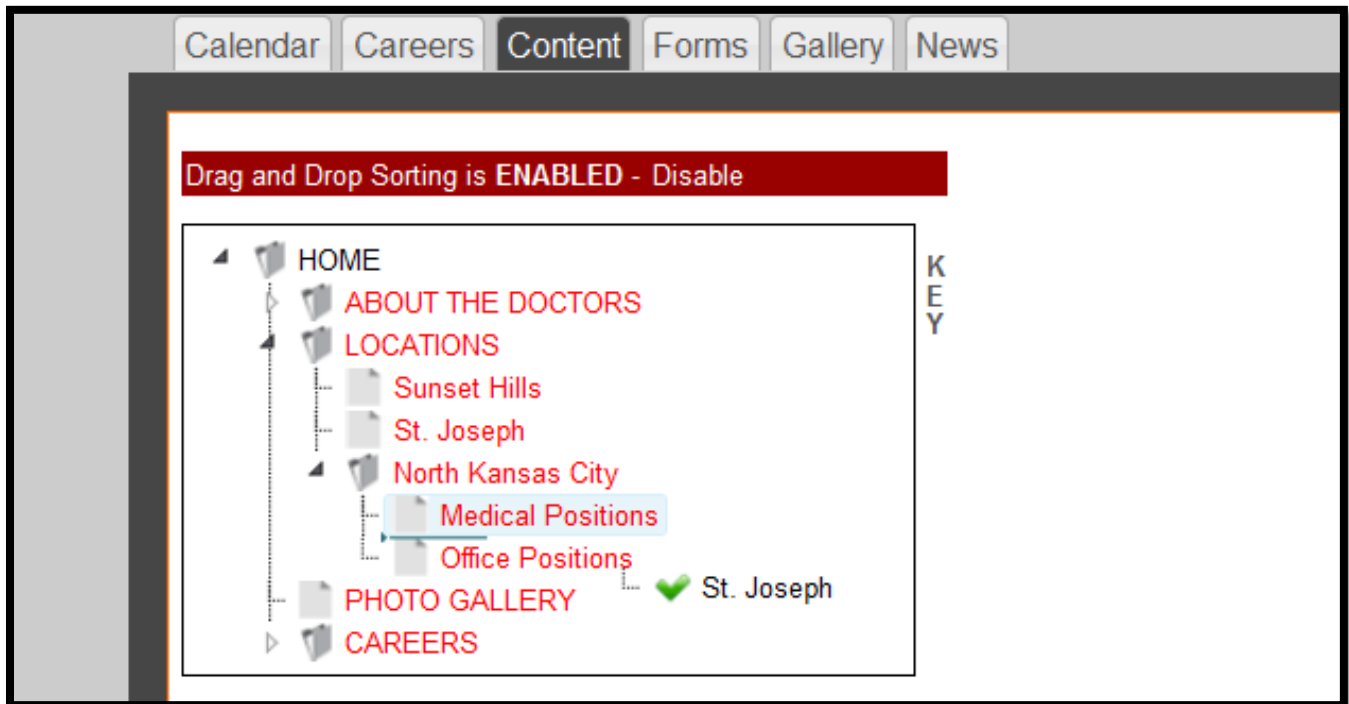 Calendar Careers Content Forms Gallery News
Drag and Drop Sorting is ENABLED - Disable
HOME
ABOUT THE DOCTORS
LOCATIONS
Sunset Hills
St. Joseph
North Kansas City
Medical Positions
Office Positions
St. Joseph
PHOTO GALLERY
CAREERS
K
E
Y